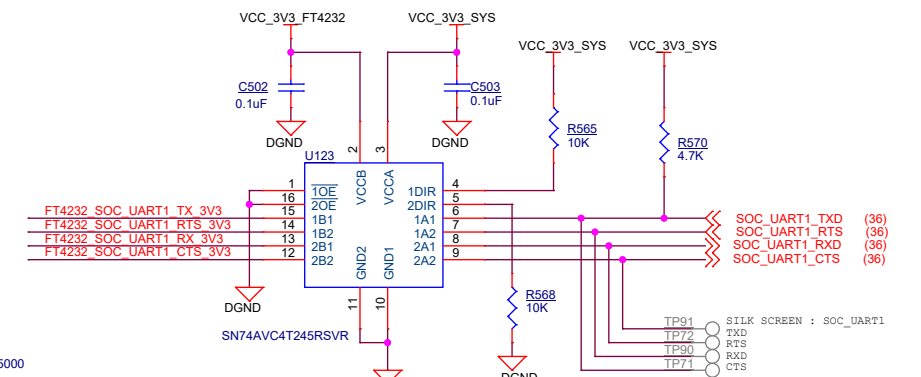 VCC_3V3_FT4232
VCC_3V3_SYS
VCC_3V3_SYS
VCC_3V3_SYS
C502
0.1uF
C503
0.1uF
R565
10K
R570
4.7K
DGND
DGND
U123
2
3
VCCB
VCCA
1
1OE
1DIR
4
16
2OE
2DIR
5
FT4232_SOC_UART1_TX_3V3
15
1B1
1A1
6
SOC_UART1_TXD
(36)
FT4232_SOC_UART1_RTS_3V3
14
1B2
1A2
7
SOC_UART1_RTS
(36)
FT4232_SOC_UART1_RX_3V3
13
2B1
2A1
8
SOC_UART1_RXD
(36)
FT4232_SOC_UART1_CTS_3V3
12
2B2
2A2
9
SOC_UART1_CTS
(36)
GND2
GND1
11
10
DGND
R568
10K
SN74AVC4T245RSVR
TP91
SILK SCREEN : SOC_UART1
TXD
TP72
RTS
TP90
RXD
TP71
CTS
5000
DGND